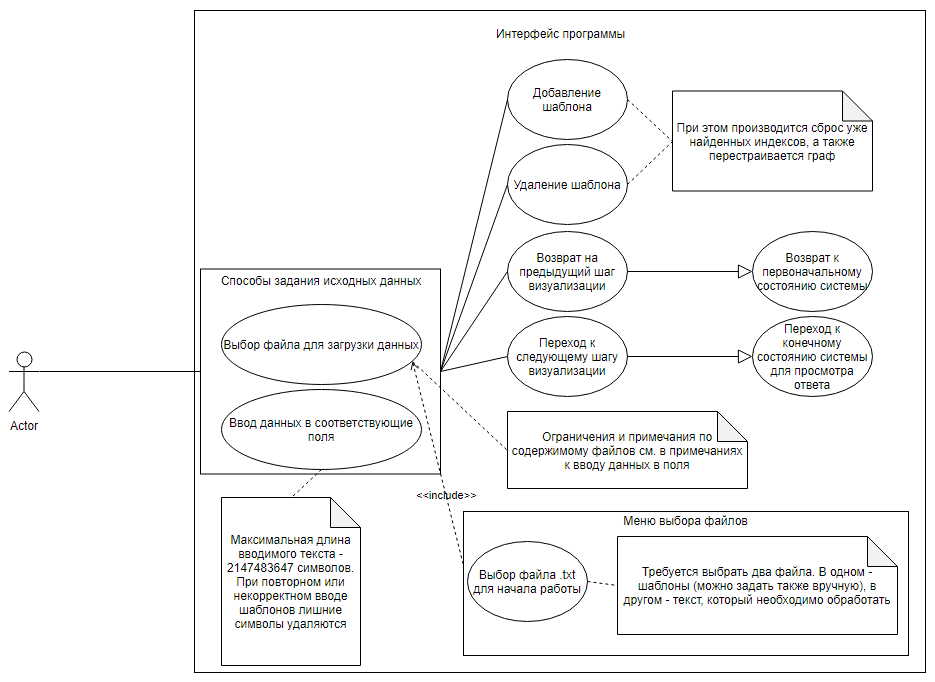 Интерфейс программы
Добавление
шаблона
При этом производится сброс уже
найденных индексов, а также
перестраивается граф
Удаление шаблона
Возврат на
предыдущий шаг
визуализации
Возврат к
первоначальному
состоянию системы
Способы задания исходных данных
Выбор файла для загрузки данных
Переход к
следующему шагу
визуализации
Переход к
конечному
состоянию системы
для просмотра
ответа
Actor
Ввод данных в соответствующие
поля
Ограничения и примечания по
содержимому файлов см. в примечаниях
к вводу данных в поля
<<include>>
Максимальная длина
вводимого текста -
2147483647 символов.
При повторном или
некорректном вводе
шаблонов лишние
символы удаляются
Меню выбора файлов
Выбор файла .txt
для начала работы
Требуется выбрать два файла. В одном -
шаблоны (можно задать также вручную), в
другом - текст, который необходимо обработать